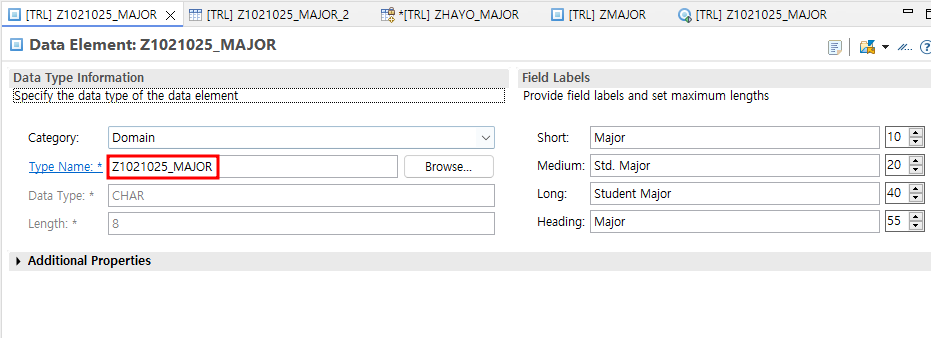 [TRL] Z1021025_MAJOR
[TRL] Z1021025_MAJOR_2
*[TRL] ZHAYO_MAJOR
[TRL] ZMAJOR
[TRL] Z1021025_MAJOR
Data Element: Z1021025_MAJOR
Data Type Information
Specify the data type of the data element
Category: Domain
Type Name: * Z1021025_MAJOR Browse...
Data Type: * CHAR
Length: * 8
Field Labels
Provide field labels and set maximum lengths
Short: Major 10
Medium: Std. Major 20
Long: Student Major 40
Heading: Major 55
Additional Properties